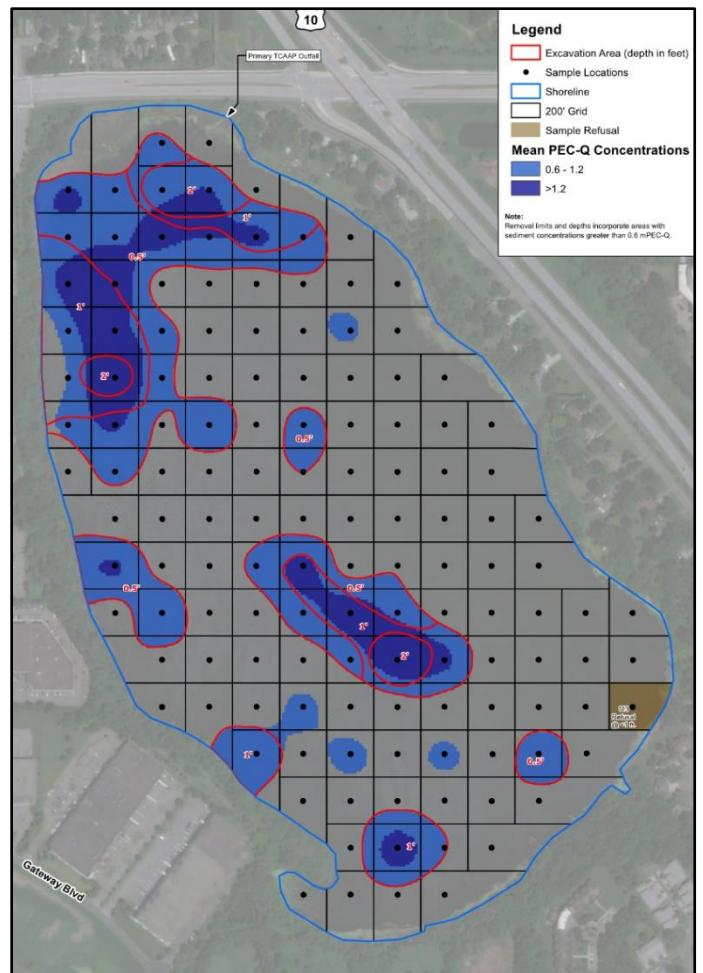 10
Primary TCAAP Outfall
Legend
Excavation Area (depth in feet)
Sample Locations
Shoreline
200' Grid
Sample Refusal
Mean PEC-Q Concentrations
0.6 - 1.2
>1.2
Note:
Removal limits and depths incorporate areas with
sediment concentrations greater than 0.6 mPEC-Q.
2'
1'
0.5'
1'
2'
0.5'
0.5'
0.5'
1'
2'
Refusal
1'
0.5'
1'
Gateway Blvd